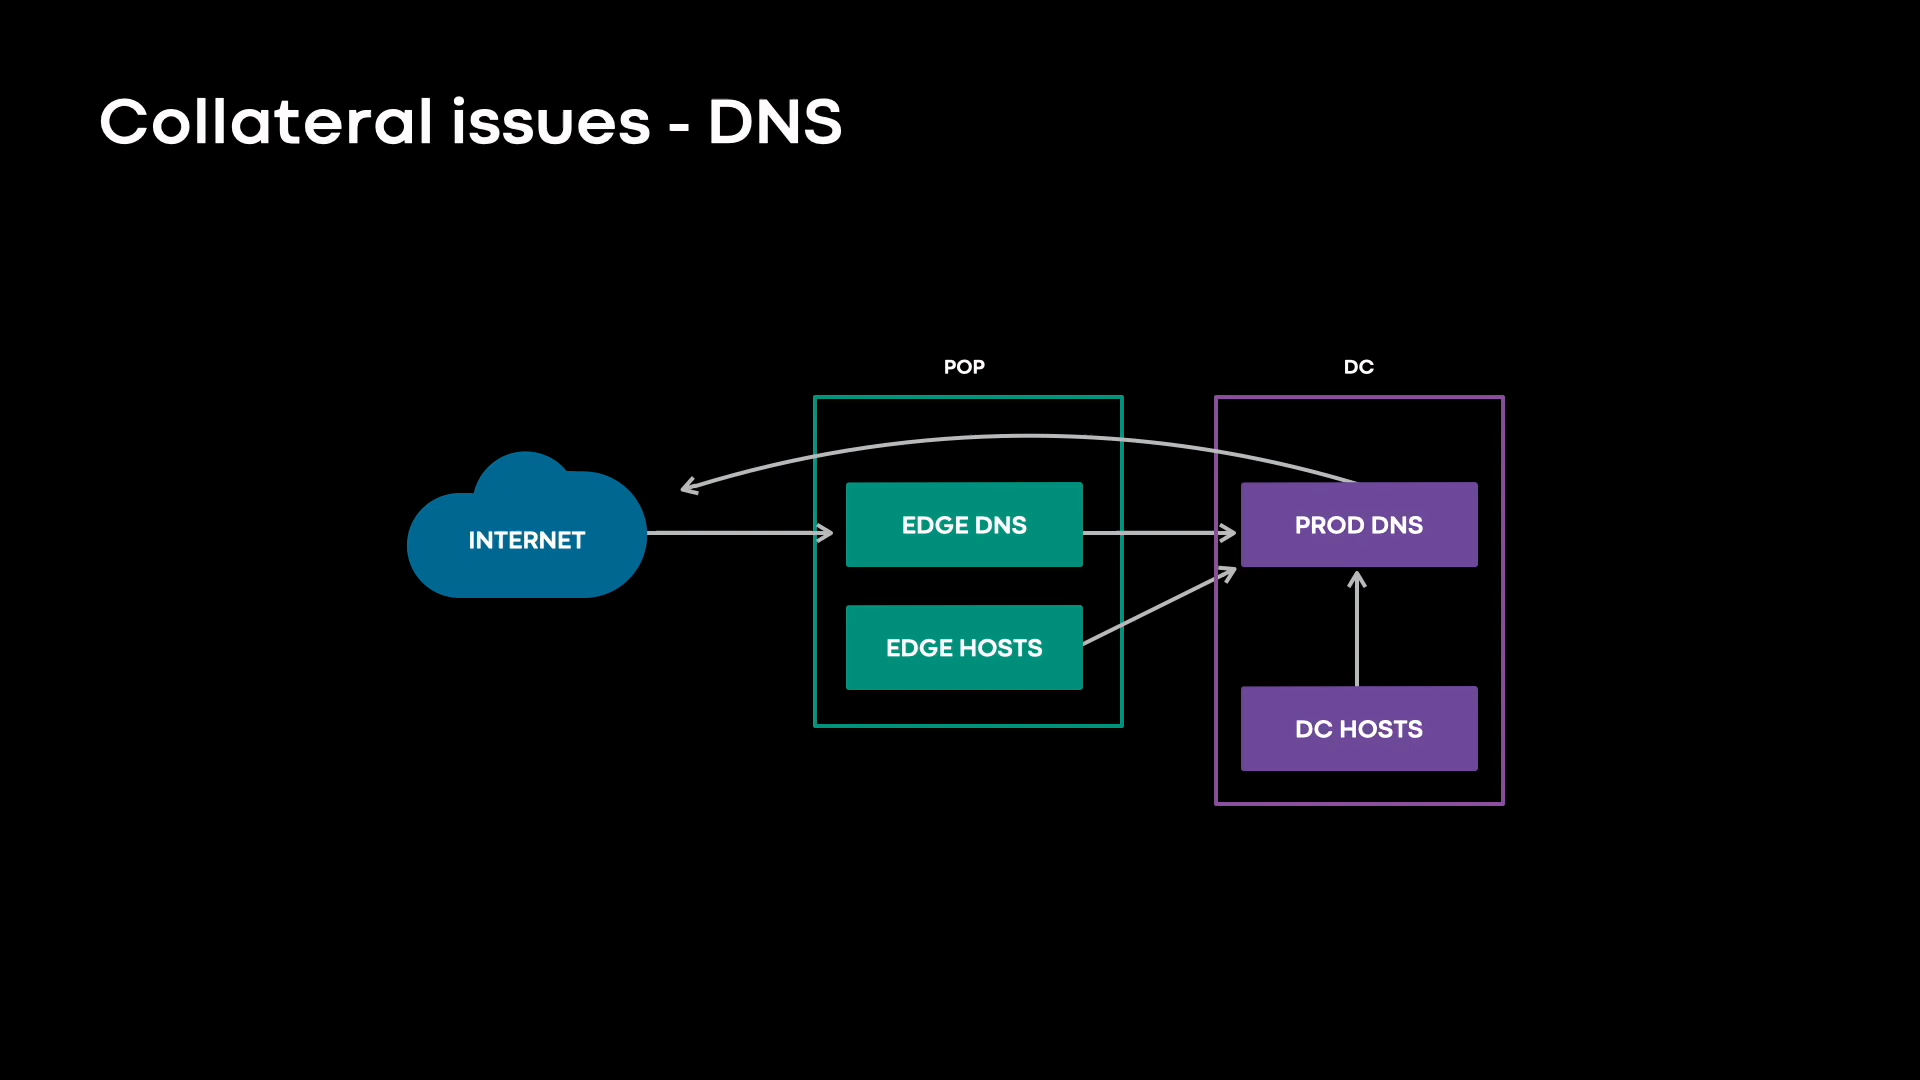 Collateral issues - DNS
POP
DC
INTERNET
EDGE DNS
PROD DNS
EDGE HOSTS
DC HOSTS